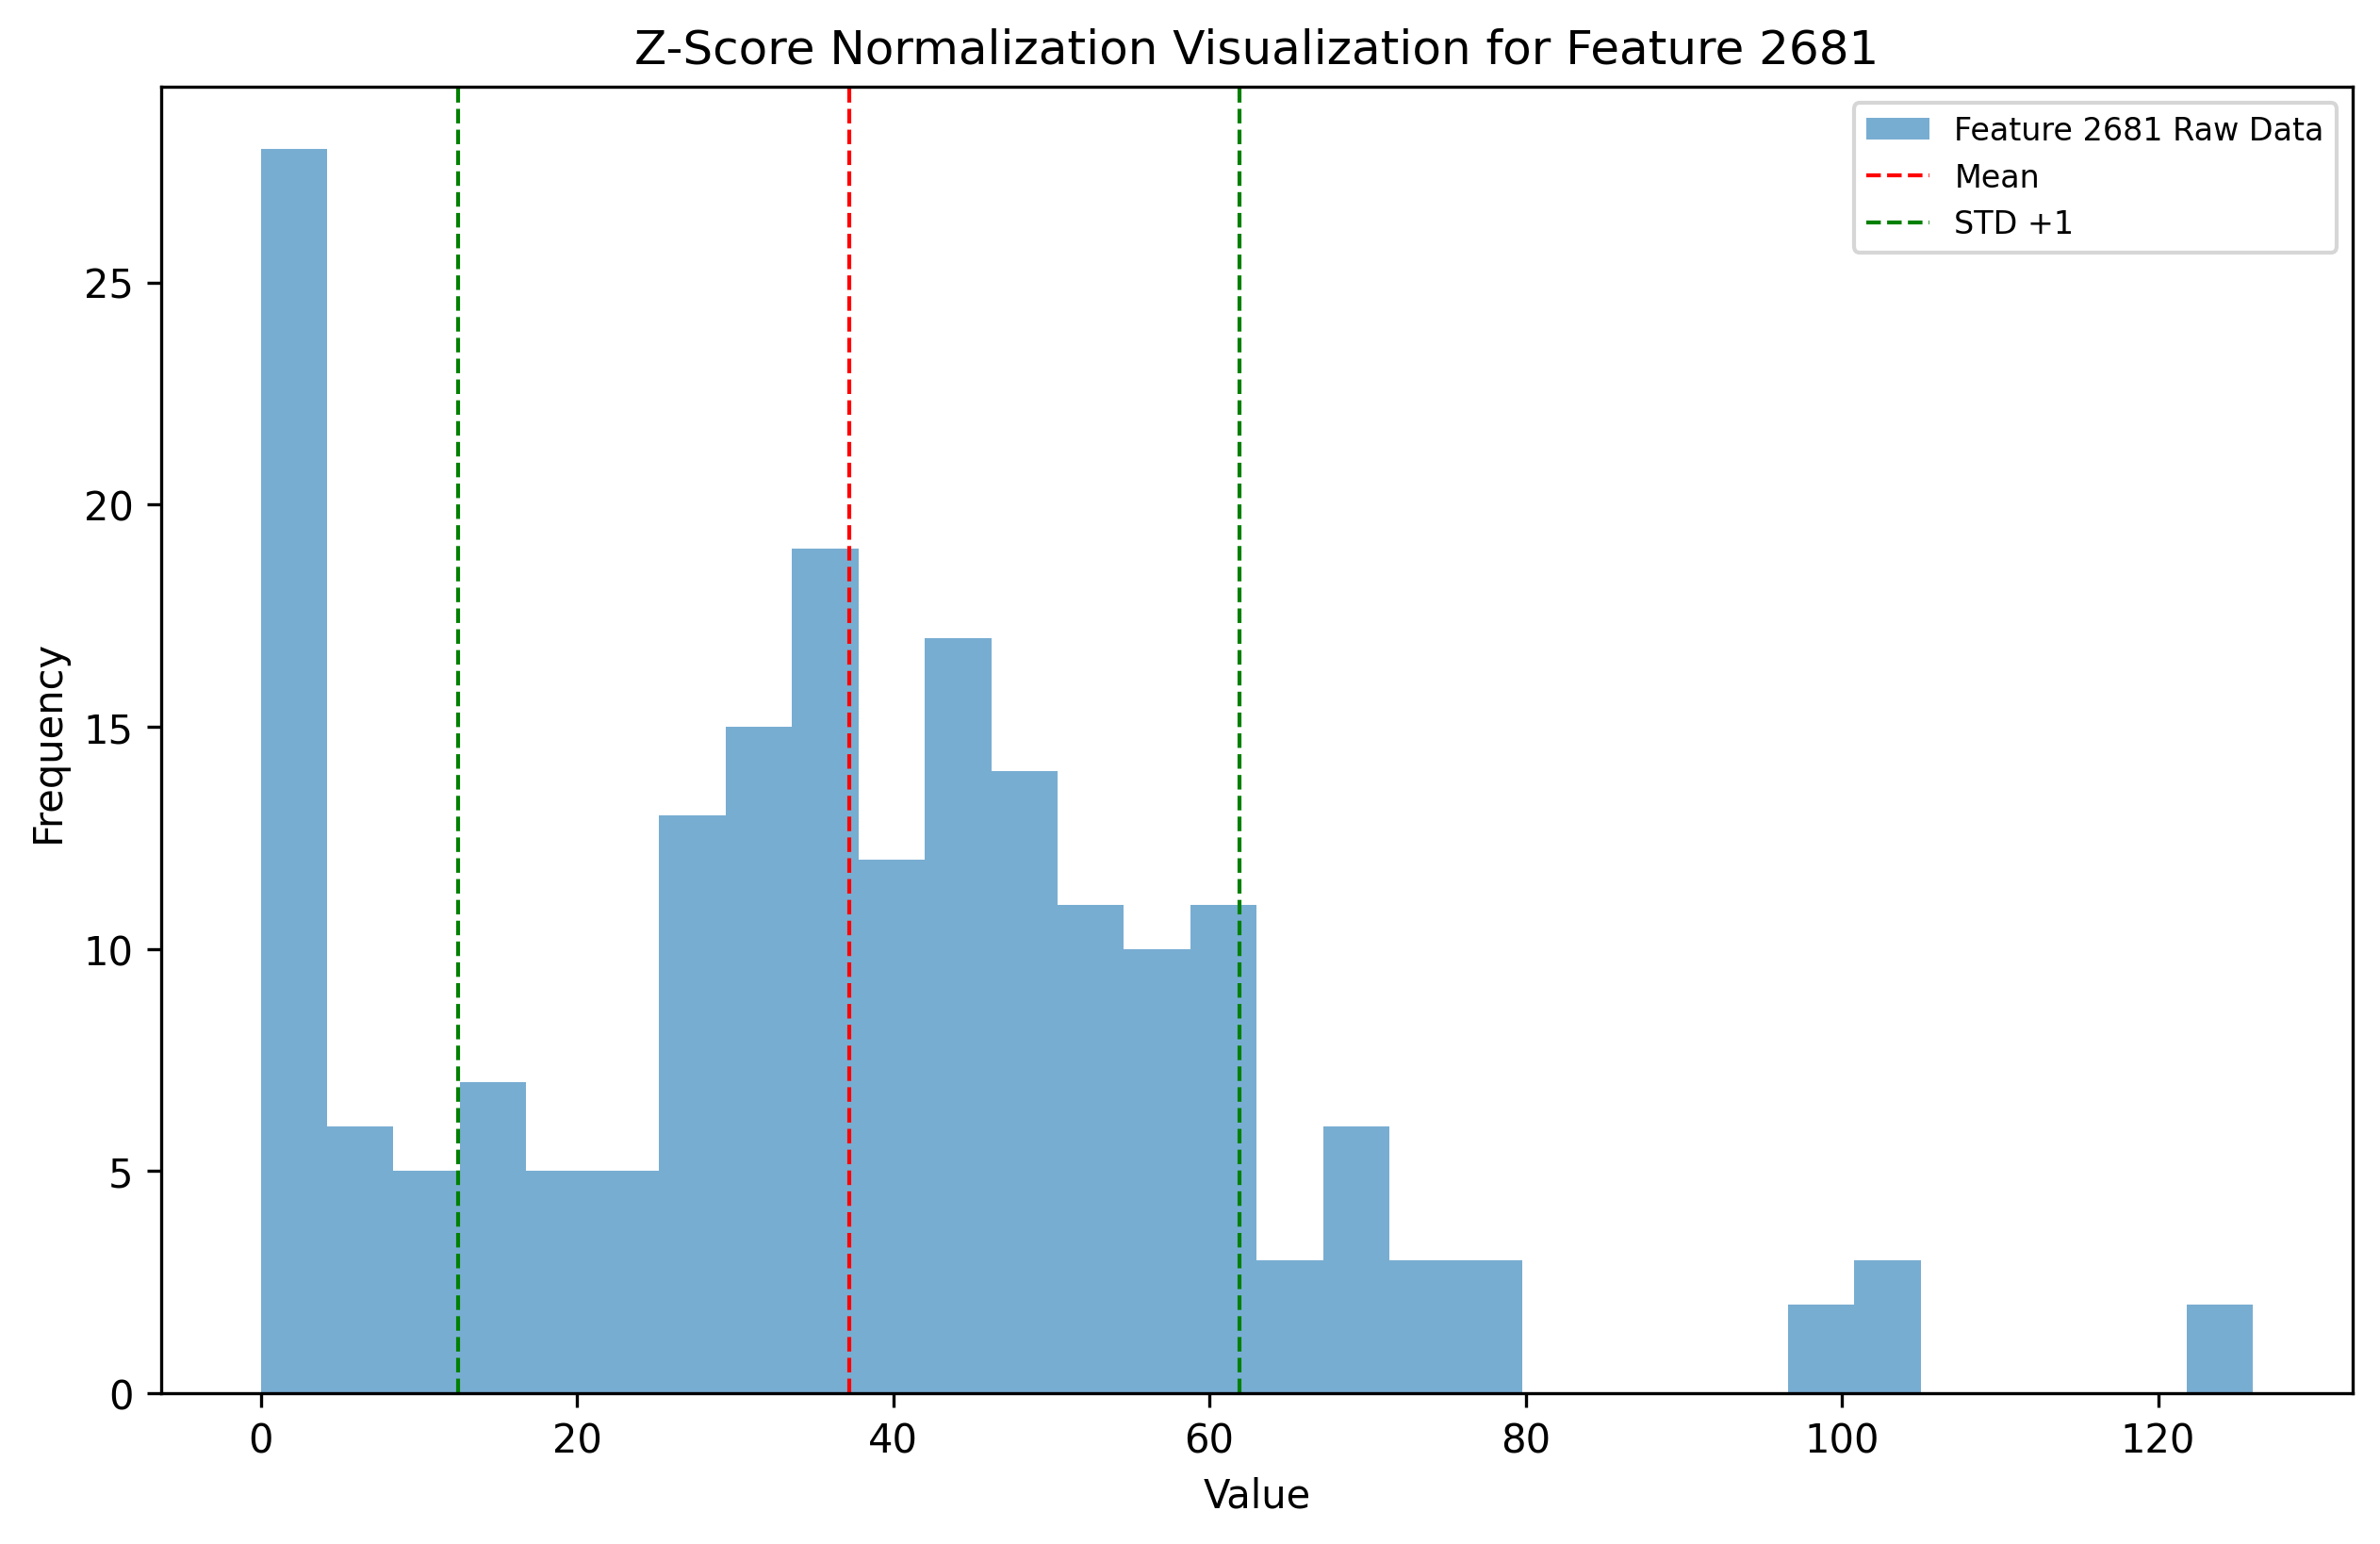 Z-Score Normalization Visualization for Feature 2681
Feature 2681 Raw Data
Mean
STD +1
Frequency
25
20
15
10
5
0
0 20 40 60 80 100 120
Value